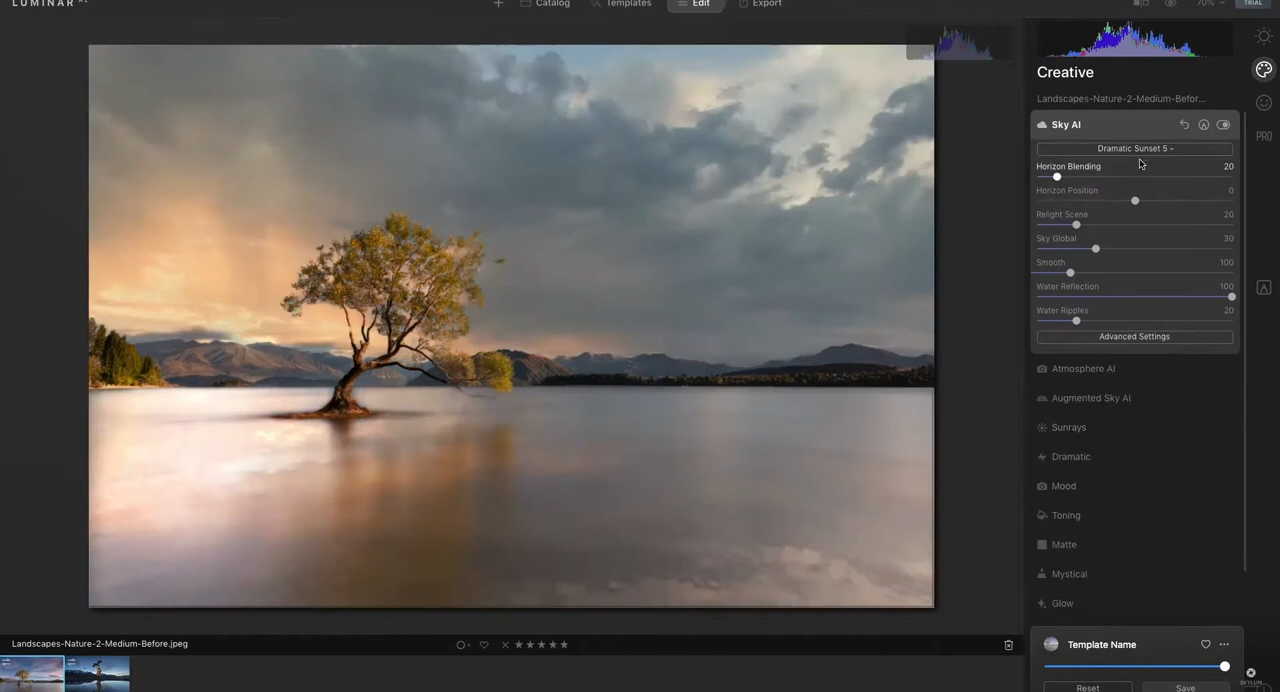 LUMINAR AI
Catalog
Templates
Edit
Export
70%
TRIAL
Creative
Landscapes-Nature-2-Medium-Befor...
Sky AI
Dramatic Sunset 5
Horizon Blending 20
Horizon Position 0
Relight Scene 20
Sky Global 30
Smooth 100
Water Reflection 100
Water Ripples 20
Advanced Settings
Atmosphere AI
Augmented Sky AI
Sunrays
Dramatic
Mood
Toning
Matte
Mystical
Glow
PRO
Landscapes-Nature-2-Medium-Before.jpeg
Template Name
Reset
Save
SKYLUM